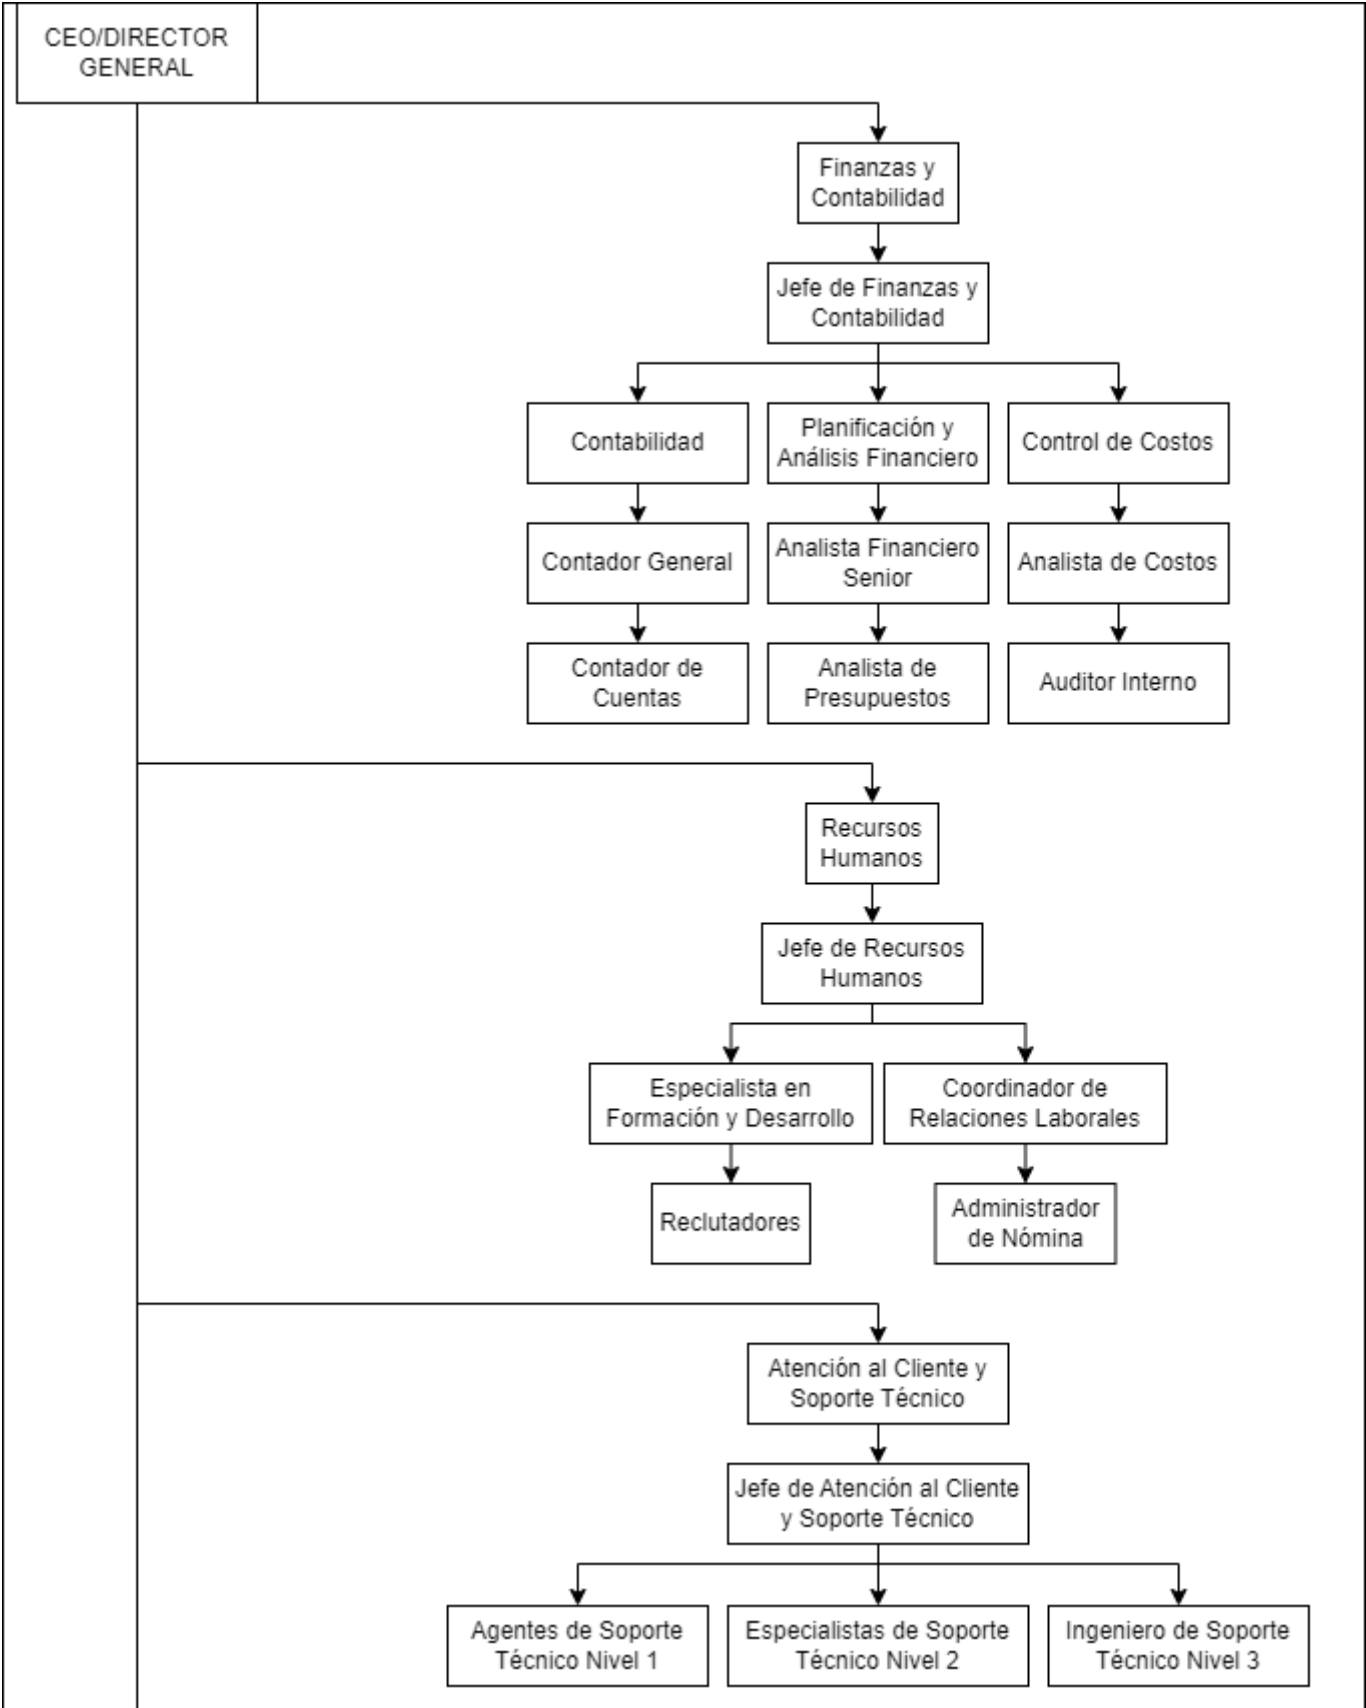 CEO/DIRECTOR
GENERAL
Finanzas y
Contabilidad
Jefe de Finanzas y
Contabilidad
Contabilidad
Planificación y
Análisis Financiero
Control de Costos
Contador General
Analista Financiero
Senior
Analista de Costos
Contador de
Cuentas
Analista de
Presupuestos
Auditor Interno
Recursos
Humanos
Jefe de Recursos
Humanos
Especialista en
Formación y Desarrollo
Coordinador de
Relaciones Laborales
Reclutadores
Administrador
de Nómina
Atención al Cliente y
Soporte Técnico
Jefe de Atención al Cliente
y Soporte Técnico
Agentes de Soporte
Técnico Nivel 1
Especialistas de Soporte
Técnico Nivel 2
Ingeniero de Soporte
Técnico Nivel 3